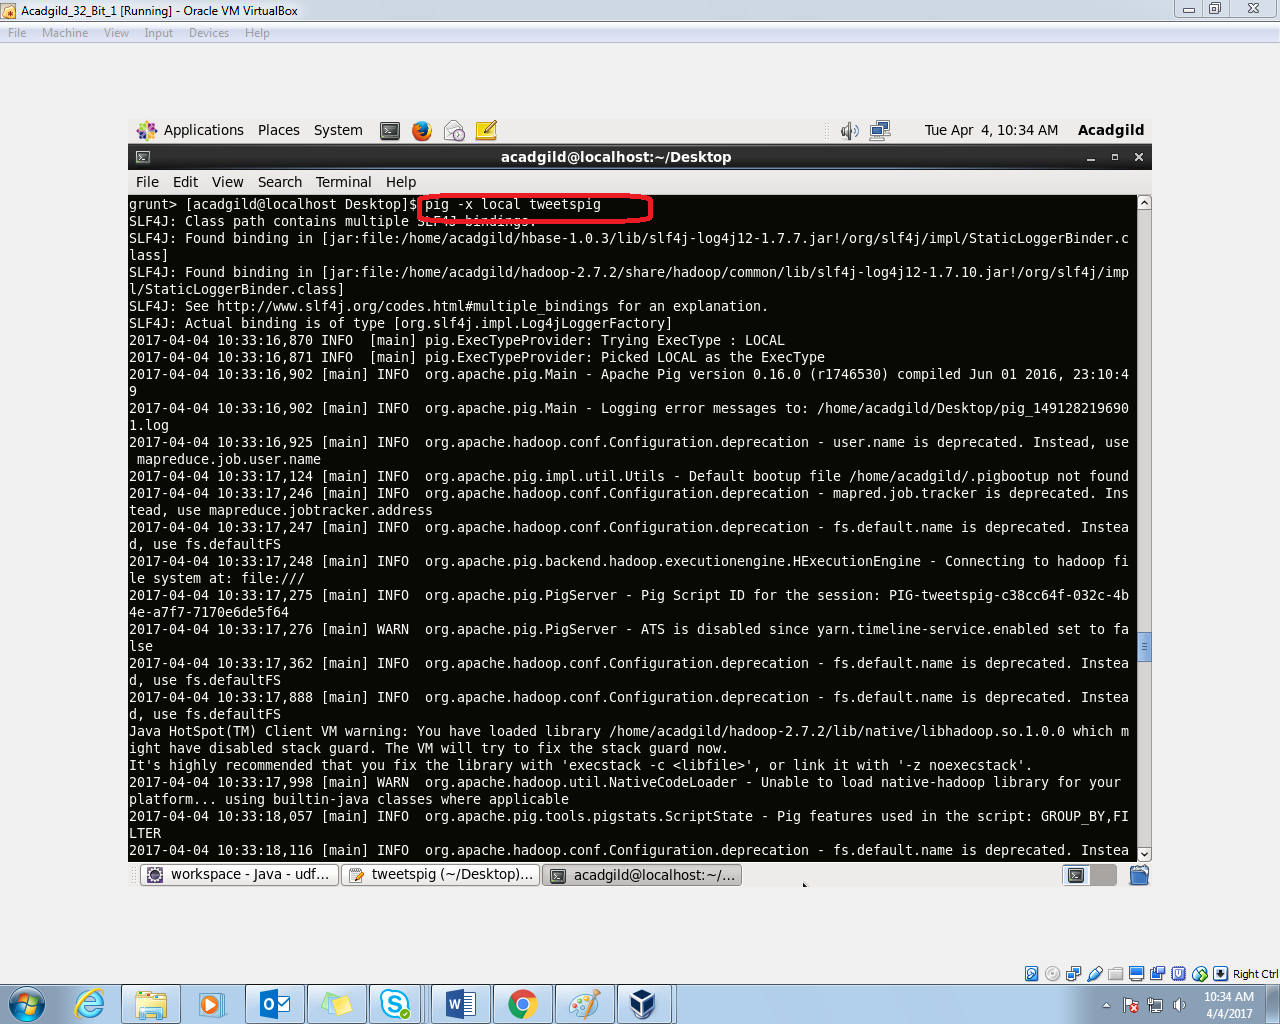 Acadgild_32_Bit_1 [Running] - Oracle VM VirtualBox
File Machine View Input Devices Help
Applications Places System Tue Apr 4, 10:34 AM Acadgild
acadgild@localhost:~/Desktop
File Edit View Search Terminal Help
grunt> [acadgild@localhost Desktop]$ pig -x local tweetspig
SLF4J: Class path contains multiple SLF4J bindings.
SLF4J: Found binding in [jar:file:/home/acadgild/hbase-1.0.3/lib/slf4j-log4j12-1.7.7.jar!/org/slf4j/impl/StaticLoggerBinder.c
lass]
SLF4J: Found binding in [jar:file:/home/acadgild/hadoop-2.7.2/share/hadoop/common/lib/slf4j-log4j12-1.7.10.jar!/org/slf4j/imp
l/StaticLoggerBinder.class]
SLF4J: See http://www.slf4j.org/codes.html#multiple_bindings for an explanation.
SLF4J: Actual binding is of type [org.slf4j.impl.Log4jLoggerFactory]
2017-04-04 10:33:16,870 INFO  [main] pig.ExecTypeProvider: Trying ExecType : LOCAL
2017-04-04 10:33:16,871 INFO  [main] pig.ExecTypeProvider: Picked LOCAL as the ExecType
2017-04-04 10:33:16,902 [main] INFO  org.apache.pig.Main - Apache Pig version 0.16.0 (r1746530) compiled Jun 01 2016, 23:10:4
9
2017-04-04 10:33:16,902 [main] INFO  org.apache.pig.Main - Logging error messages to: /home/acadgild/Desktop/pig_149128219690
1.log
2017-04-04 10:33:16,925 [main] INFO  org.apache.hadoop.conf.Configuration.deprecation - user.name is deprecated. Instead, use
mapreduce.job.user.name
2017-04-04 10:33:17,124 [main] INFO  org.apache.pig.impl.util.Utils - Default bootup file /home/acadgild/.pigbootup not found
2017-04-04 10:33:17,246 [main] INFO  org.apache.hadoop.conf.Configuration.deprecation - mapred.job.tracker is deprecated. Ins
tead, use mapreduce.jobtracker.address
2017-04-04 10:33:17,247 [main] INFO  org.apache.hadoop.conf.Configuration.deprecation - fs.default.name is deprecated. Instea
d, use fs.defaultFS
2017-04-04 10:33:17,248 [main] INFO  org.apache.pig.backend.hadoop.executionengine.HExecutionEngine - Connecting to hadoop fi
le system at: file:///
2017-04-04 10:33:17,275 [main] INFO  org.apache.pig.PigServer - Pig Script ID for the session: PIG-tweetspig-c38cc64f-032c-4b
4e-a7f7-7170e6de5f64
2017-04-04 10:33:17,276 [main] WARN  org.apache.pig.PigServer - ATS is disabled since yarn.timeline-service.enabled set to fa
lse
2017-04-04 10:33:17,362 [main] INFO  org.apache.hadoop.conf.Configuration.deprecation - fs.default.name is deprecated. Instea
d, use fs.defaultFS
2017-04-04 10:33:17,888 [main] INFO  org.apache.hadoop.conf.Configuration.deprecation - fs.default.name is deprecated. Instea
d, use fs.defaultFS
Java HotSpot(TM) Client VM warning: You have loaded library /home/acadgild/hadoop-2.7.2/lib/native/libhadoop.so.1.0.0 which m
ight have disabled stack guard. The VM will try to fix the stack guard now.
It's highly recommended that you fix the library with 'execstack -c <libfile>', or link it with '-z noexecstack'.
2017-04-04 10:33:17,998 [main] WARN  org.apache.hadoop.util.NativeCodeLoader - Unable to load native-hadoop library for your
platform... using builtin-java classes where applicable
2017-04-04 10:33:18,057 [main] INFO  org.apache.pig.tools.pigstats.ScriptState - Pig features used in the script: GROUP_BY,FI
LTER
2017-04-04 10:33:18,116 [main] INFO  org.apache.hadoop.conf.Configuration.deprecation - fs.default.name is deprecated. Instea
workspace - Java - udf... tweetspig (~/Desktop)... acadgild@localhost:~/...
Right Ctrl
10:34 AM
4/4/2017